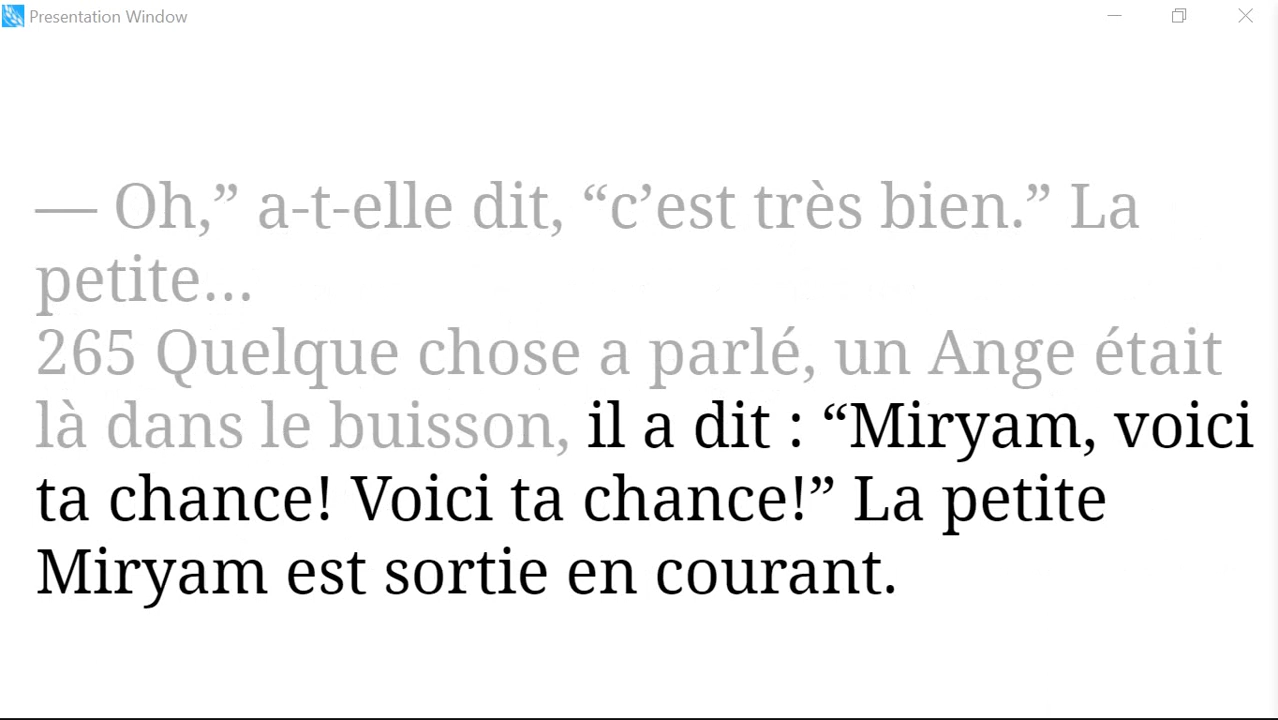 Presentation Window
— Oh,” a-t-elle dit, “c’est très bien.” La
petite...
265 Quelque chose a parlé, un Ange était
là dans le buisson, il a dit : “Miryam, voici
ta chance! Voici ta chance!” La petite
Miryam est sortie en courant.